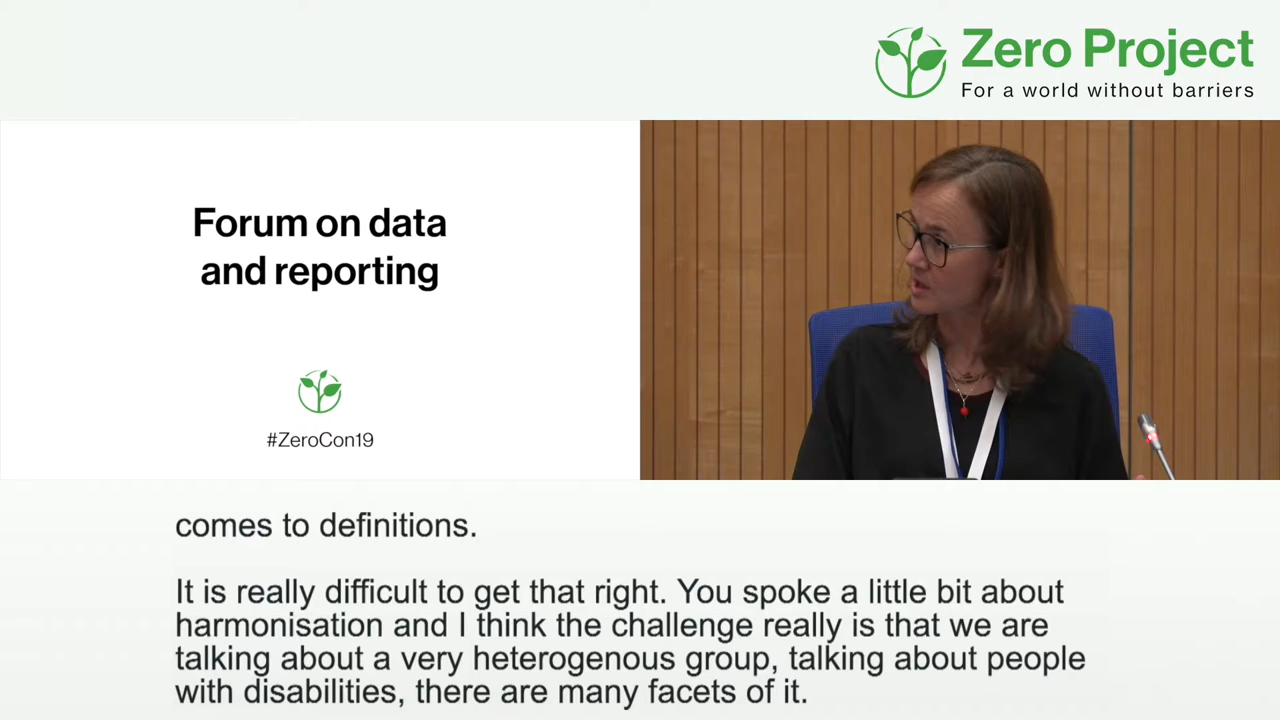 Zero Project
For a world without barriers
Forum on data
and reporting
#ZeroCon19
comes to definitions.
It is really difficult to get that right. You spoke a little bit about
harmonisation and I think the challenge really is that we are
talking about a very heterogenous group, talking about people
with disabilities, there are many facets of it.